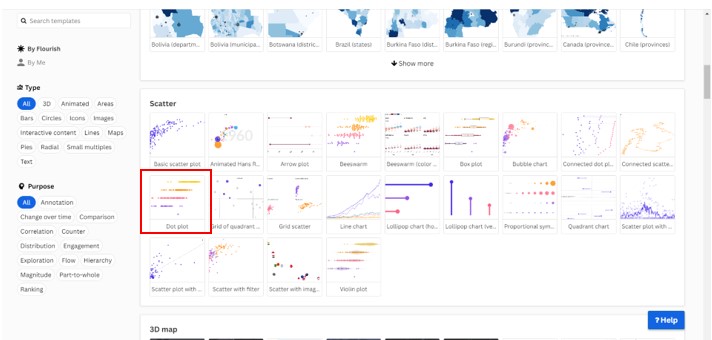 Search templates
By Flourish
By Me
Type
All 3D Animated Areas
Bars Circles Icons Images
Interactive content Lines Maps
Pies Radial Small multiples
Text
Purpose
All Annotation
Change over time Comparison
Correlation Counter
Distribution Engagement
Exploration Flow Hierarchy
Magnitude Part-to-whole
Ranking
Bolivia (departm... Bolivia (municipa... Botswana (distric... Brazil (states) Burkina Faso (dist... Burkina Faso (regi... Burundi (provinc... Canada (province... Chile (provinces)
Show more
Scatter
1960
Basic scatter plot Animated Hans R... Arrow plot Beeswarm Beeswarm (color ... Box plot Bubble chart Connected dot pl... Connected scatte...
Dot plot Grid of quadrant ... Grid scatter Line chart Lollipop chart (ho... Lollipop chart (ve... Proportional sym... Quadrant chart Scatter plot with ...
Scatter plot with ... Scatter with filter Scatter with imag... Violin plot
? Help
3D map